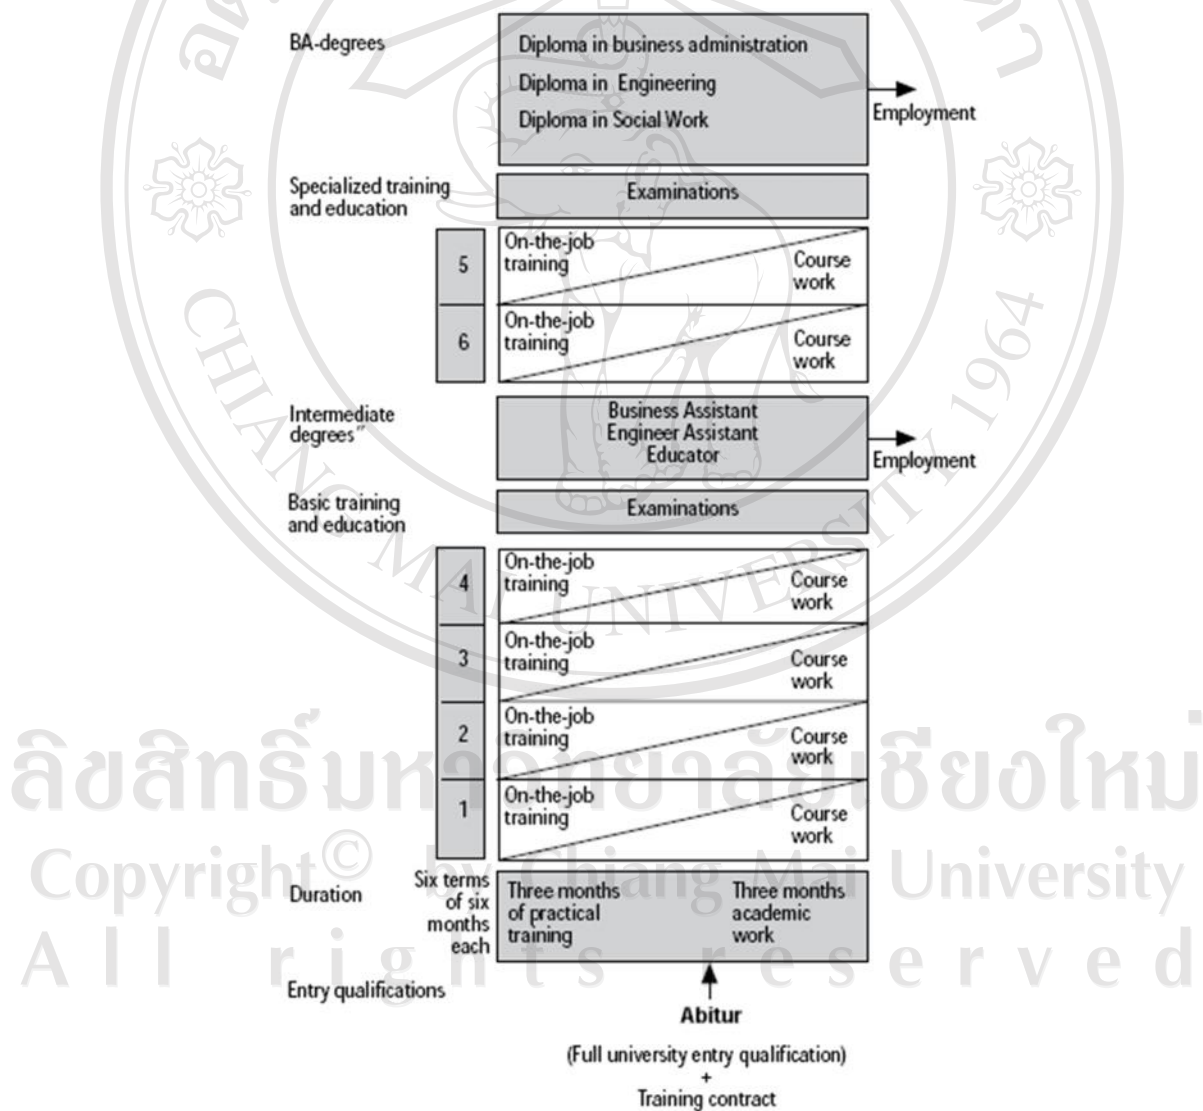 BA-degrees
Diploma in business administration
Diploma in Engineering
Diploma in Social Work
Employment
Specialized training
and education
Examinations
5
On-the-job
training
Course
work
6
On-the-job
training
Course
work
Intermediate
degrees"
Business Assistant
Engineer Assistant
Educator
Employment
Basic training
and education
Examinations
4
On-the-job
training
Course
work
3
On-the-job
training
Course
work
2
On-the-job
training
Course
work
1
On-the-job
training
Course
work
Duration
Six terms
of six
months
each
Three months
of practical
training
Three months
academic
work
Entry qualifications
Abitur
(Full university entry qualification)
+
Training contract
CHIANG MAI UNIVERSITY 1964
ลิขสิทธิ์มหาวิทยาลัยเชียงใหม่
Copyright© by Chiang Mai University
All rights reserved